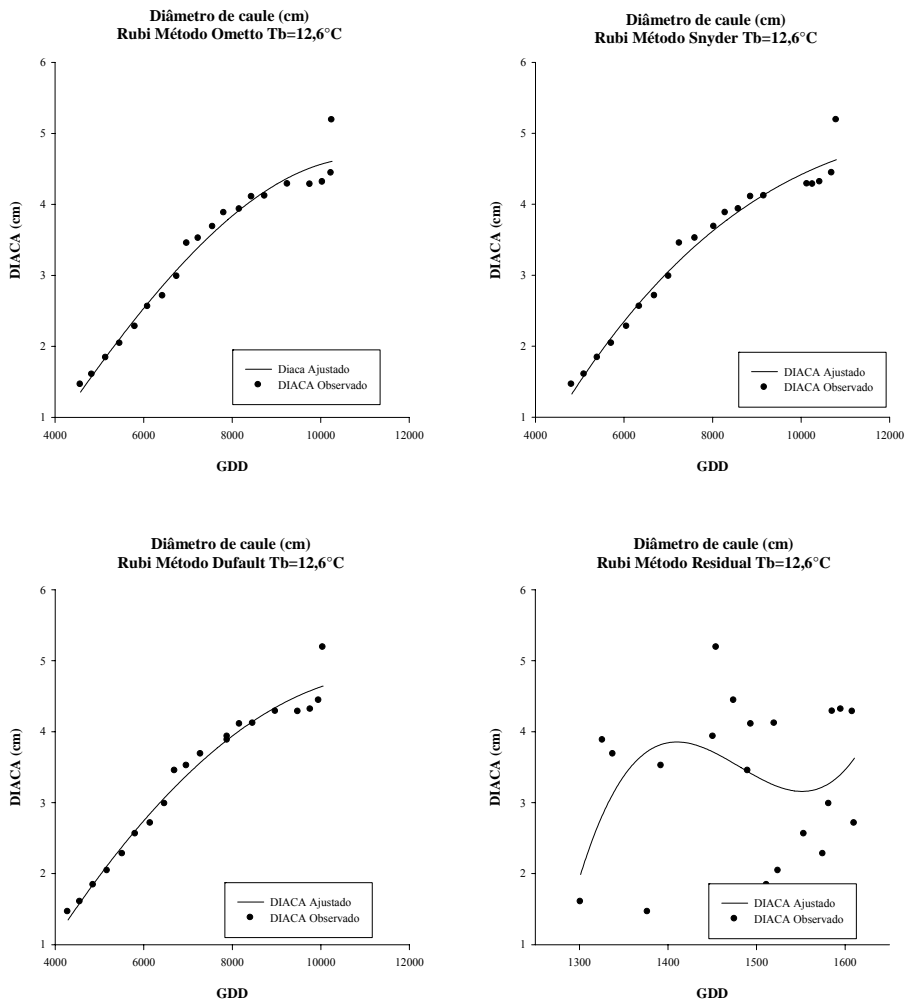 Diâmetro de caule (cm)
Rubi Método Ometto Tb=12,6°C
6
5
4
3
2
1
DIACA (cm)
Diaca Ajustado
DIACA Observado
4000 6000 8000 10000 12000
GDD
Diâmetro de caule (cm)
Rubi Método Snyder Tb=12,6°C
6
5
4
3
2
1
DIACA (cm)
DIACA Ajustado
DIACA Observado
4000 6000 8000 10000 12000
GDD
Diâmetro de caule (cm)
Rubi Método Dufault Tb=12,6°C
6
5
4
3
2
1
DIACA (cm)
DIACA Ajustado
DIACA Observado
4000 6000 8000 10000 12000
GDD
Diâmetro de caule (cm)
Rubi Método Residual Tb=12,6°C
6
5
4
3
2
1
DIACA (cm)
DIACA Ajustado
DIACA Observado
1300 1400 1500 1600
GDD